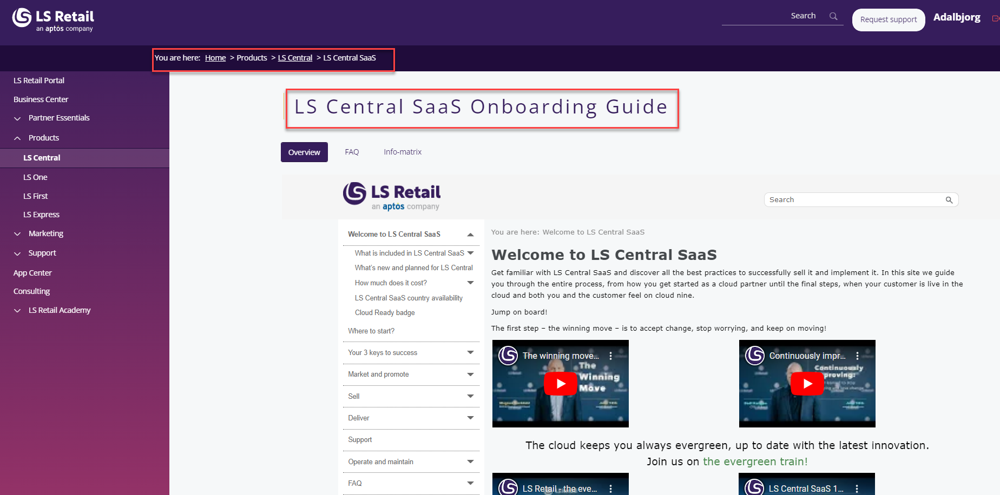 LS Retail
an aptos company
Search
Request support
Adalbjorg
You are here: Home > Products > LS Central > LS Central SaaS
LS Retail Portal
Business Center
Partner Essentials
Products
LS Central
LS One
LS First
LS Express
Marketing
Support
App Center
Consulting
LS Retail Academy
LS Central SaaS Onboarding Guide
Overview FAQ Info-matrix
LS Retail
an aptos company
Search
Welcome to LS Central SaaS
What is included in LS Central SaaS
What's new and planned for LS Central
How much does it cost?
LS Central SaaS country availability
Cloud Ready badge
Where to start?
Your 3 keys to success
Market and promote
Sell
Deliver
Support
Operate and maintain
FAQ
You are here: Welcome to LS Central SaaS
Welcome to LS Central SaaS
Get familiar with LS Central SaaS and discover all the best practices to successfully sell it and implement it. In this site we guide
you through the entire process, from how you get started as a cloud partner until the final steps, when your customer is live in the
cloud and both you and the customer feel on cloud nine.
Jump on board!
The first step – the winning move – is to accept change, stop worrying, and keep on moving!
The winning move...
The
Winning
Move
Continuously impr...
Continuously
The cloud keeps you always evergreen, up to date with the latest innovation.
Join us on the evergreen train!
LS Retail - the eve...
LS Central SaaS 1...